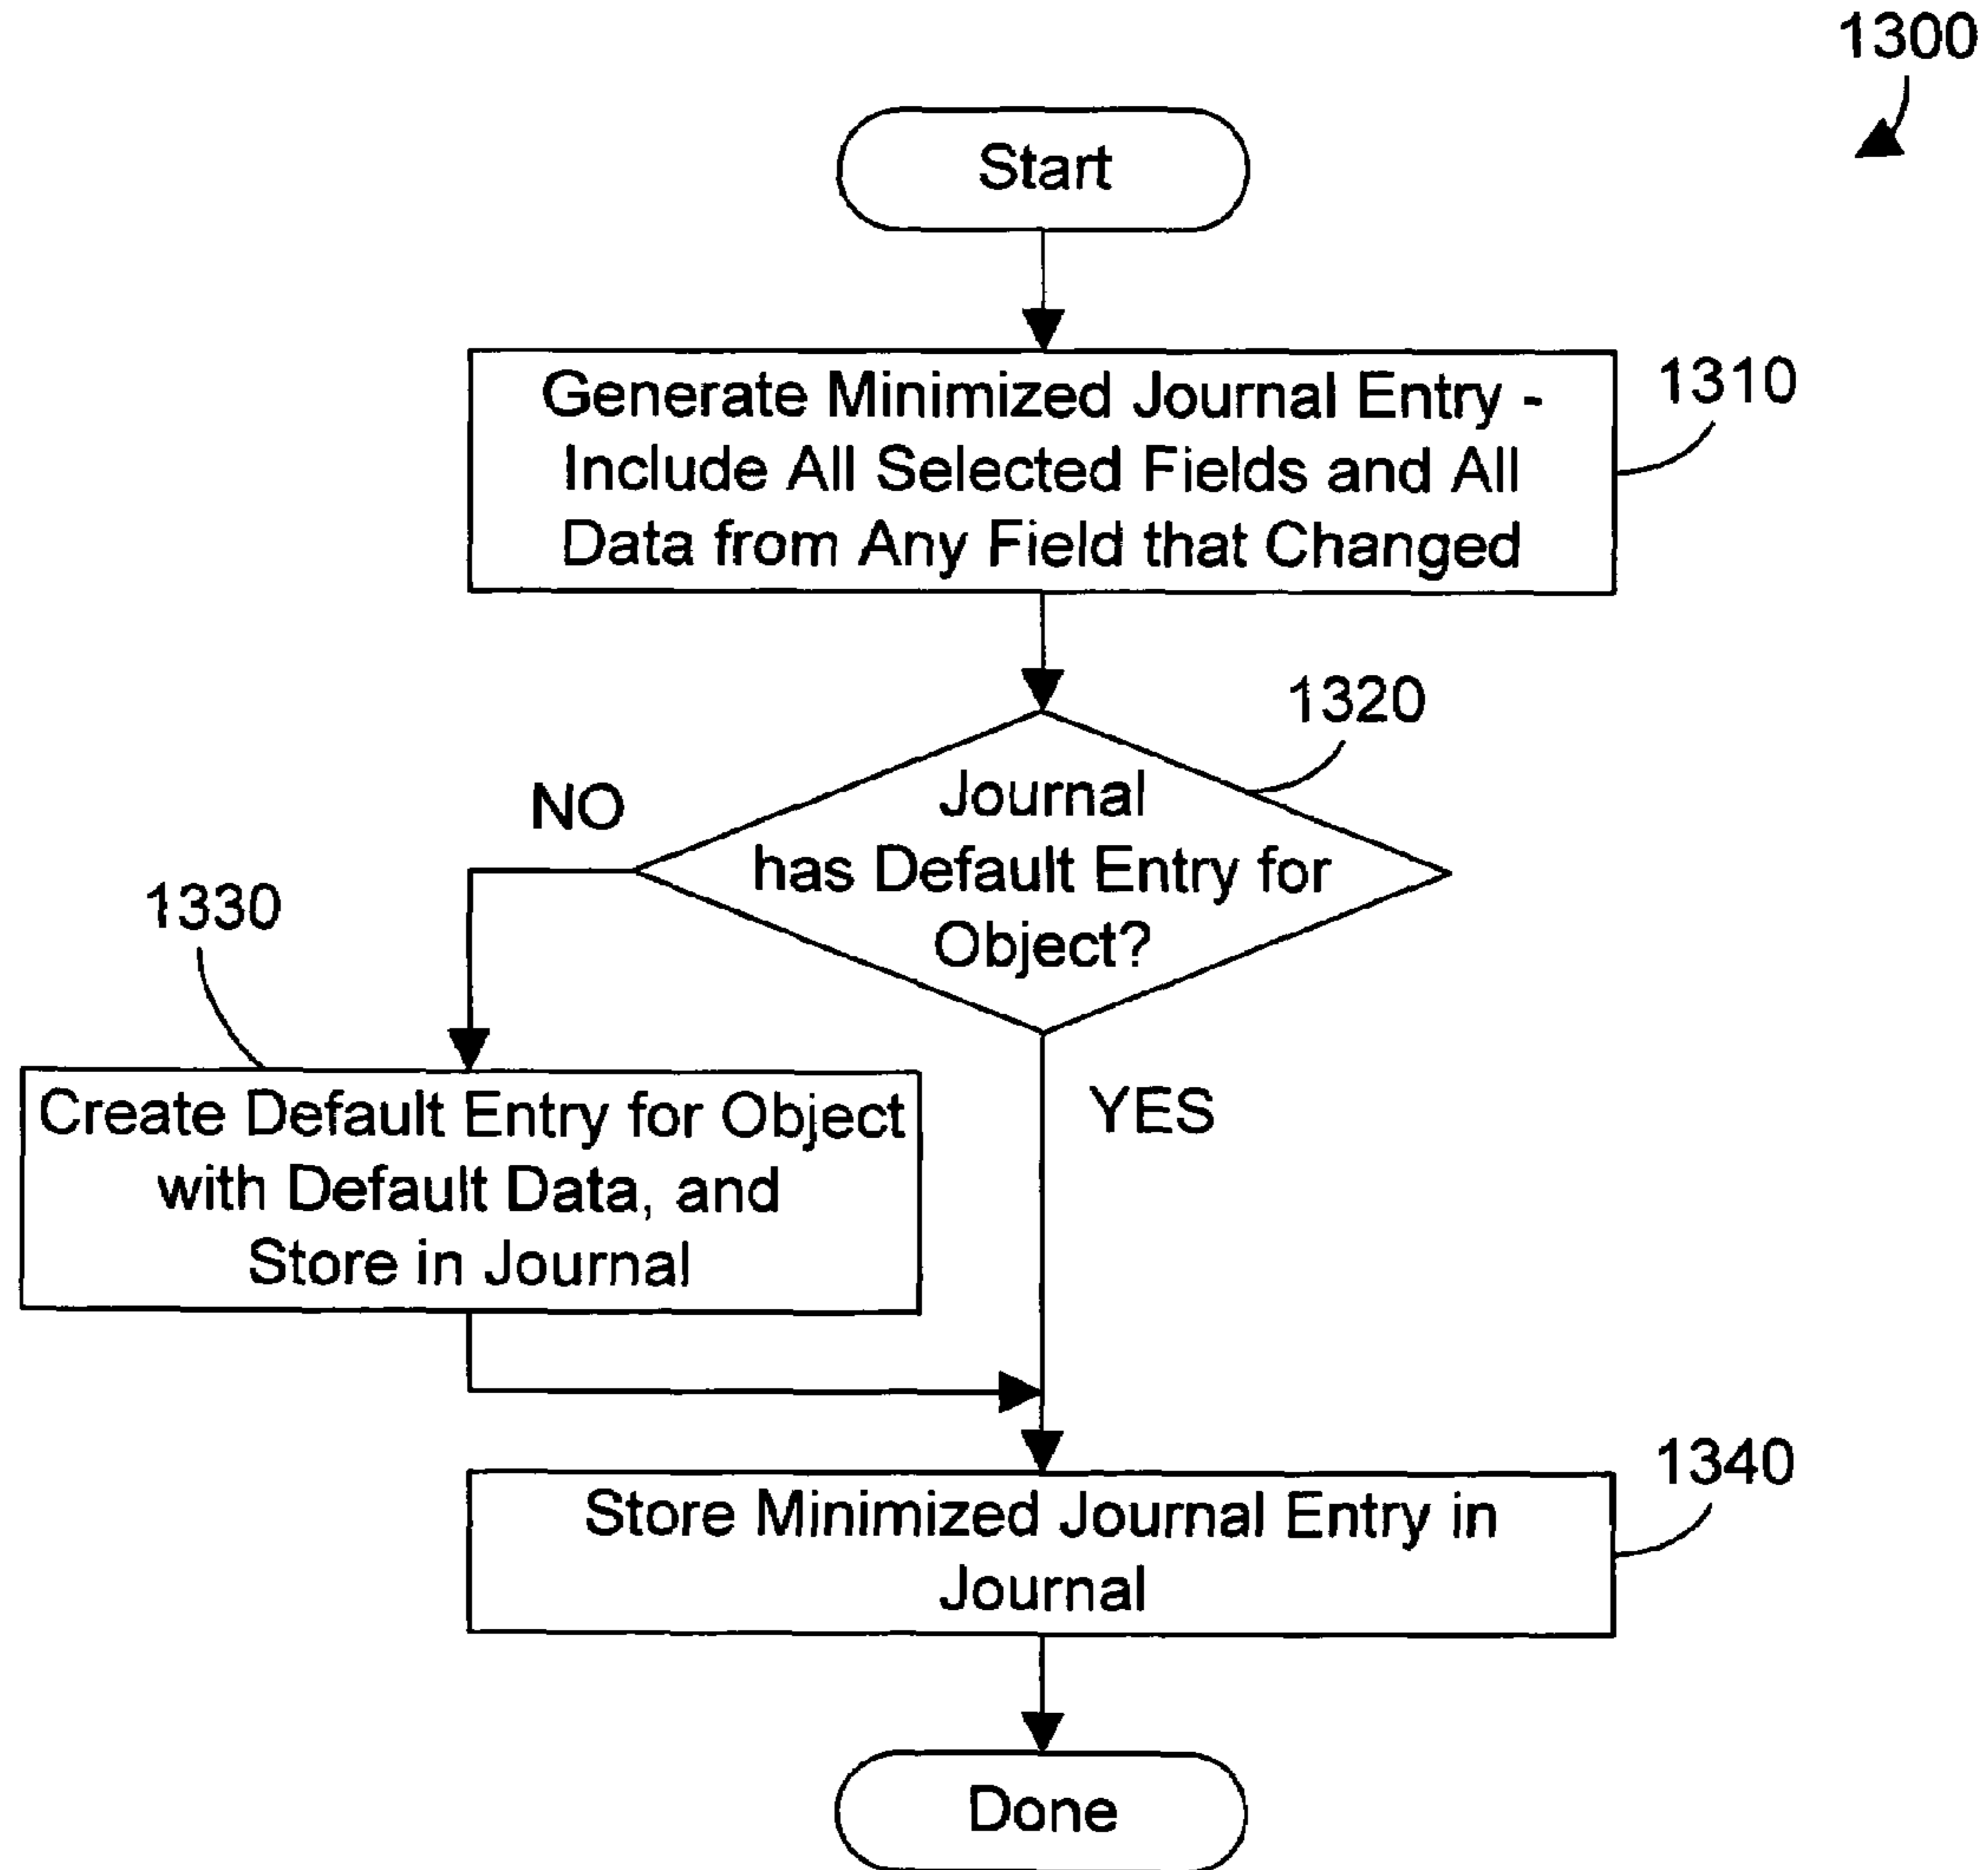 1300
Start
Generate Minimized Journal Entry -
Include All Selected Fields and All
Data from Any Field that Changed
1310
1320
Journal
has Default Entry for
Object?
NO
YES
1330
Create Default Entry for Object
with Default Data, and
Store in Journal
Store Minimized Journal Entry in
Journal
1340
Done